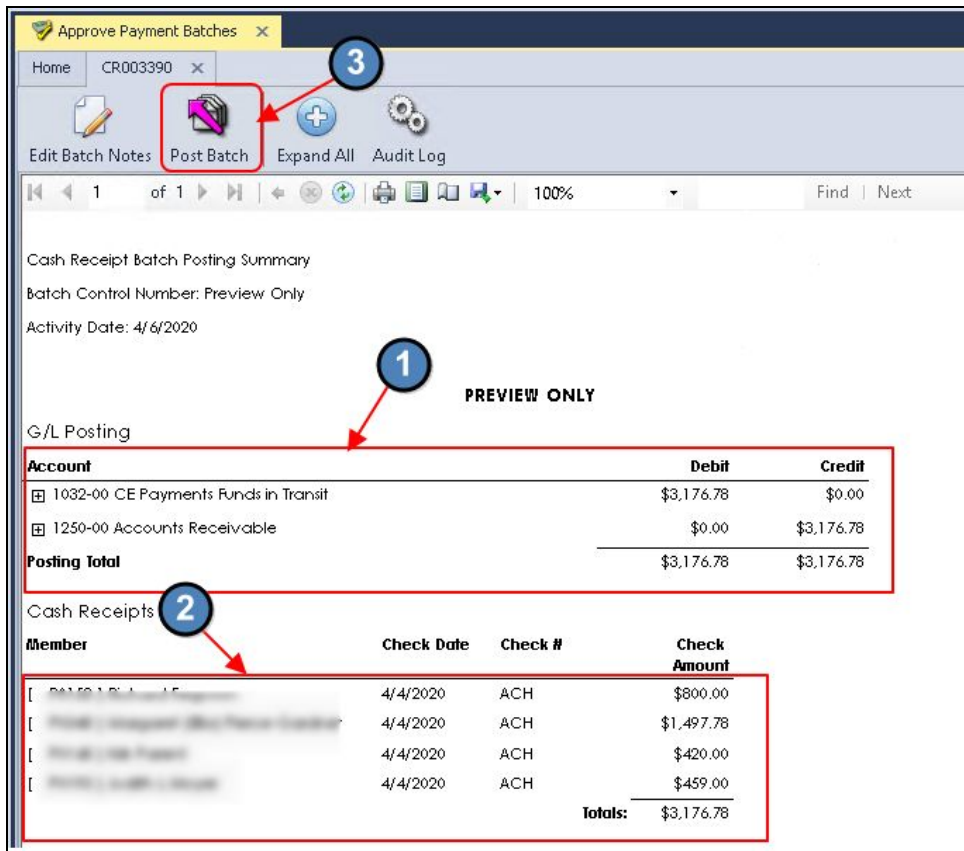 Approve Payment Batches x
Home CR003390 x
3
Edit Batch Notes Post Batch Expand All Audit Log
1 of 1 100% Find | Next
Cash Receipt Batch Posting Summary
Batch Control Number: Preview Only
Activity Date: 4/6/2020
1
PREVIEW ONLY
G/L Posting
Account Debit Credit
1032-00 CE Payments Funds in Transit $3,176.78 $0.00
1250-00 Accounts Receivable $0.00 $3,176.78
Posting Total $3,176.78 $3,176.78
Cash Receipts
2
Member Check Date Check # Check
Amount
[ 4/4/2020 ACH $800.00
[ 4/4/2020 ACH $1,497.78
[ 4/4/2020 ACH $420.00
[ 4/4/2020 ACH $459.00
Totals: $3,176.78